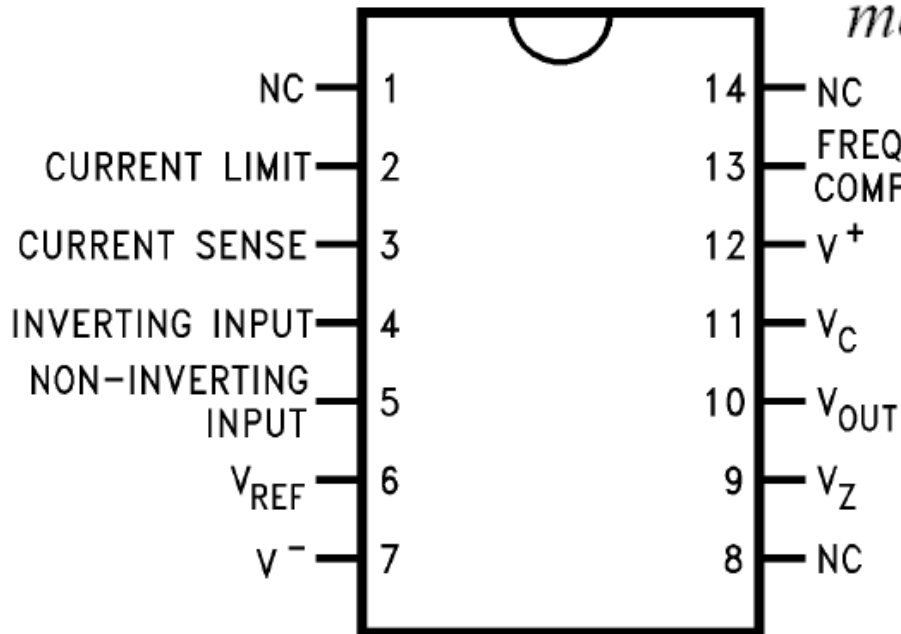 NC 1 14 NC
CURRENT LIMIT 2 13 FREQ
COMP
CURRENT SENSE 3 12 V+
INVERTING INPUT 4 11 VC
NON-INVERTING
INPUT 5 10 VOUT
VREF 6 9 VZ
V- 7 8 NC